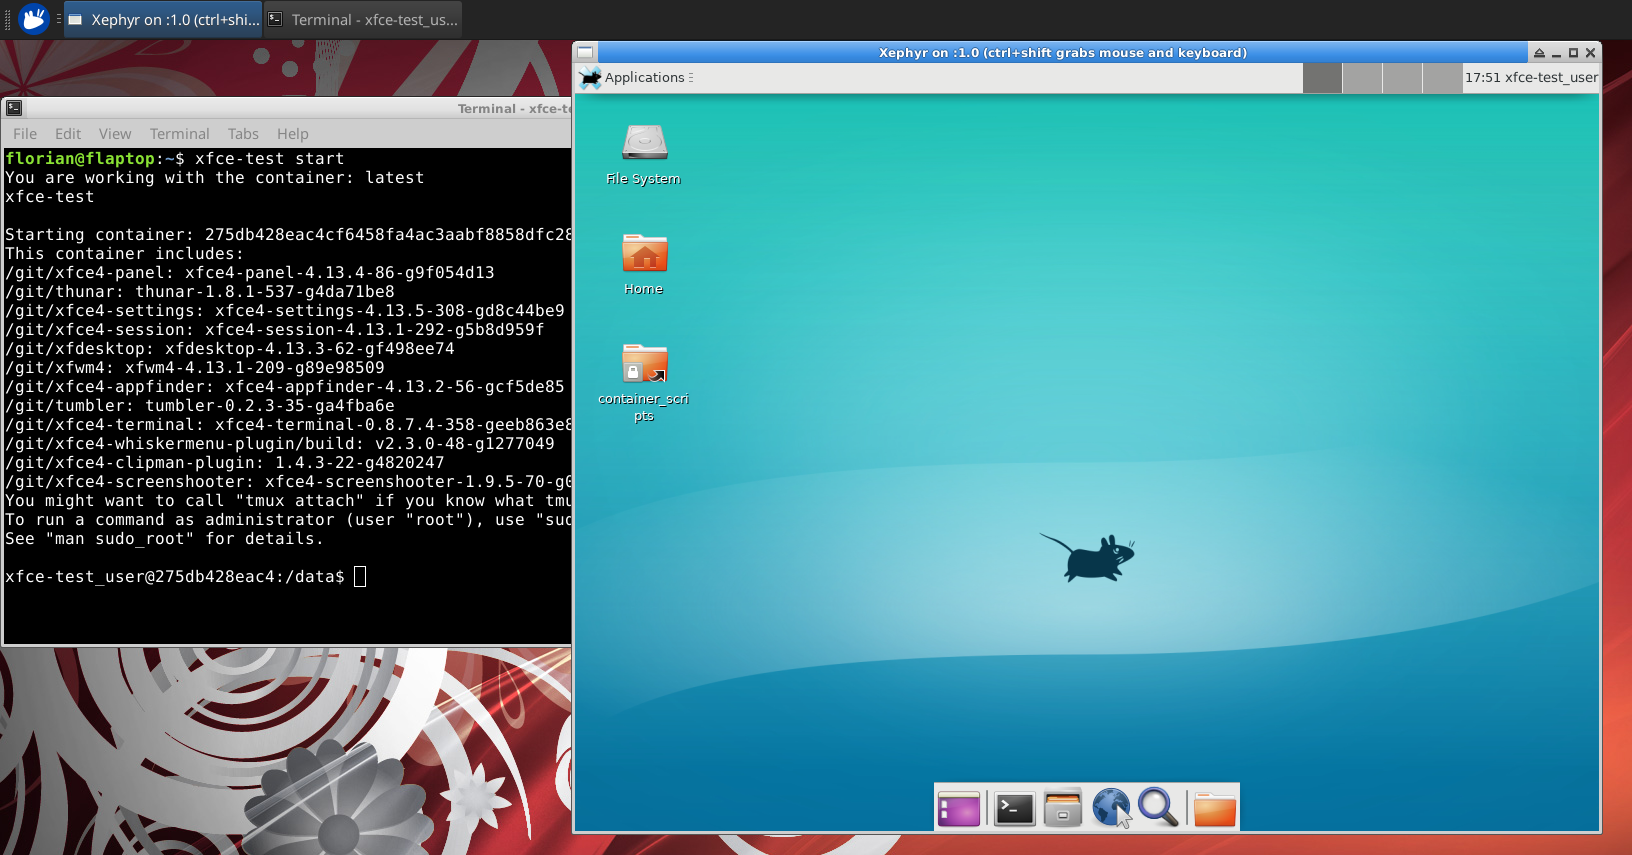 Xephyr on :1.0 (ctrl+shi...
Terminal - xfce-test_us...
Xephyr on :1.0 (ctrl+shift grabs mouse and keyboard)
Applications
17:51 xfce-test_user
Terminal - xfce-te
File Edit View Terminal Tabs Help
florian@flaptop:~$ xfce-test start
You are working with the container: latest
xfce-test
Starting container: 275db428eac4cf6458fa4ac3aabf8858dfc28
This container includes:
/git/xfce4-panel: xfce4-panel-4.13.4-86-g9f054d13
/git/thunar: thunar-1.8.1-537-g4da71be8
/git/xfce4-settings: xfce4-settings-4.13.5-308-gd8c44be9
/git/xfce4-session: xfce4-session-4.13.1-292-g5b8d959f
/git/xfdesktop: xfdesktop-4.13.3-62-gf498ee74
/git/xfwm4: xfwm4-4.13.1-209-g89e98509
/git/xfce4-appfinder: xfce4-appfinder-4.13.2-56-gcf5de85
/git/tumbler: tumbler-0.2.3-35-ga4fba6e
/git/xfce4-terminal: xfce4-terminal-0.8.7.4-358-geeb863e8
/git/xfce4-whiskermenu-plugin/build: v2.3.0-48-g1277049
/git/xfce4-clipman-plugin: 1.4.3-22-g4820247
/git/xfce4-screenshooter: xfce4-screenshooter-1.9.5-70-g0
You might want to call "tmux attach" if you know what tmu
To run a command as administrator (user "root"), use "sud
See "man sudo_root" for details.
xfce-test_user@275db428eac4:/data$
File System
Home
container_scri
pts